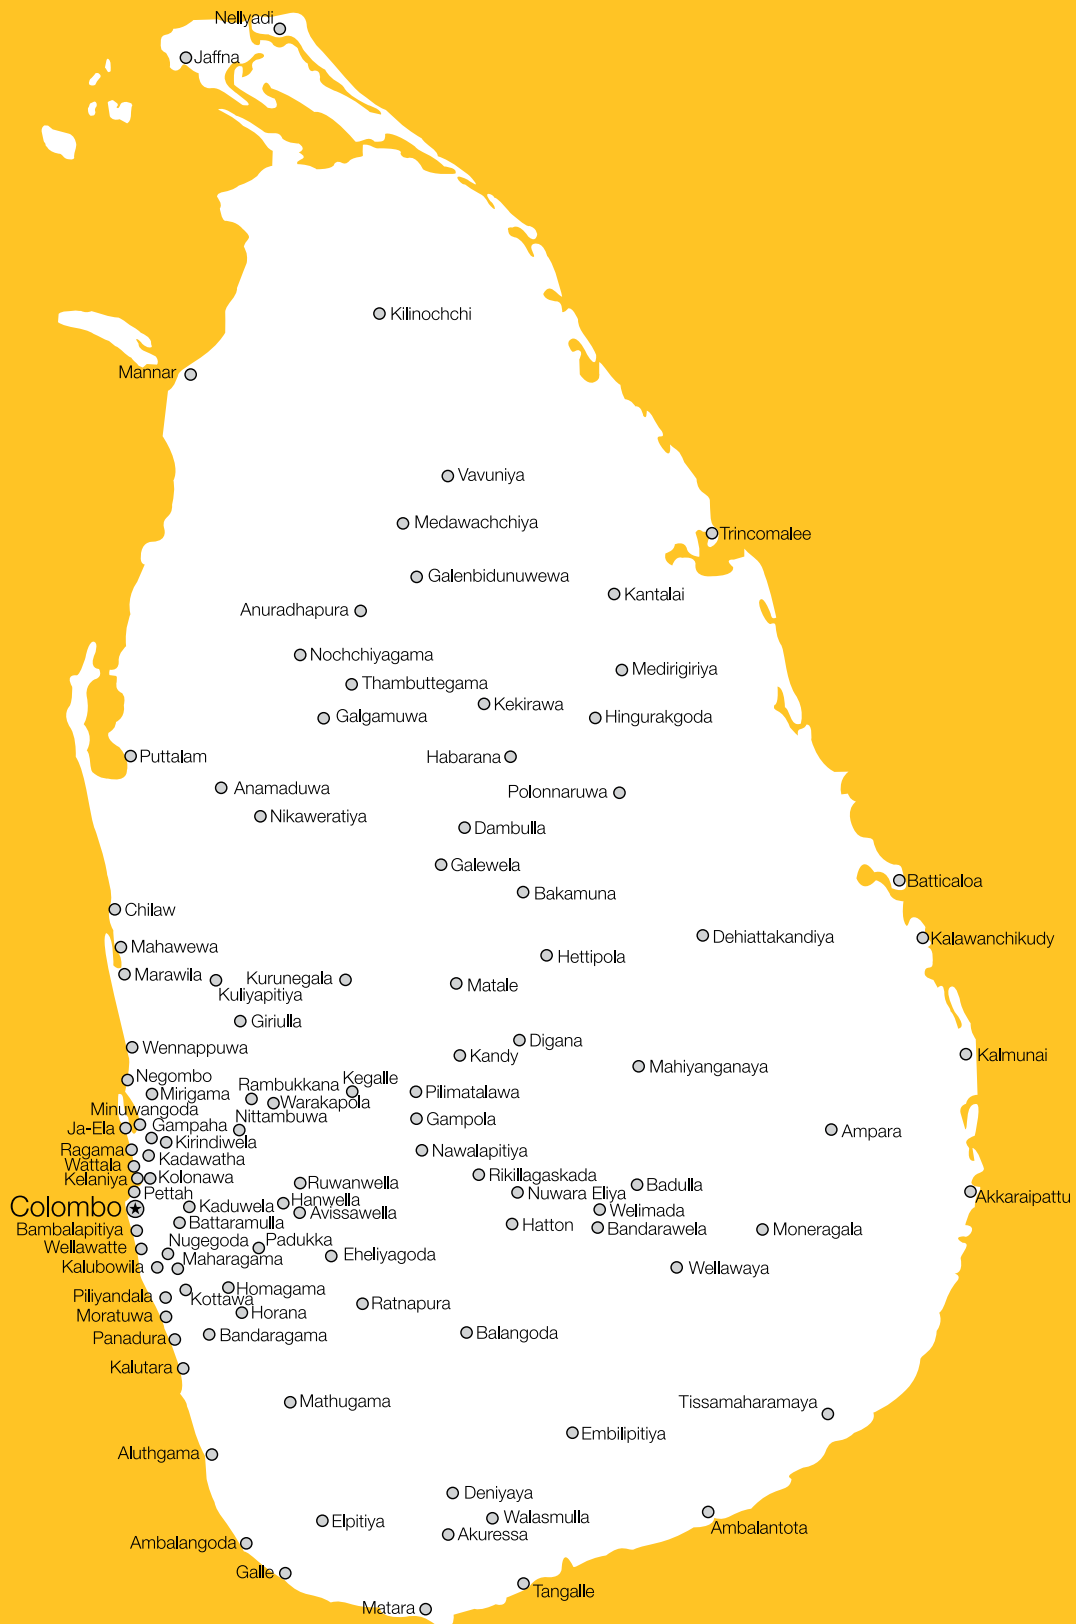 Nellyadi
Jaffna
Kilinochchi
Mannar
Vavuniya
Medawachchiya
Trincomalee
Galenbidunuwewa
Kantalai
Anuradhapura
Nochchiyagama
Medirigiriya
Thambuttegama
Kekirawa
Galgamuwa
Hingurakgoda
Puttalam
Habarana
Anamaduwa
Polonnaruwa
Nikaweratiya
Dambulla
Galewela
Batticaloa
Bakamuna
Chilaw
Dehiattakandiya
Kalawanchikudy
Mahawewa
Hettipola
Marawila
Kurunegala
Matale
Kuliyapitiya
Giriulla
Digana
Wennappuwa
Kandy
Kalmunai
Mahiyanganaya
Negombo
Kegalle
Rambukkana
Pilimatalawa
Mirigama
Warakapola
Minuwangoda
Nittambuwa
Gampola
Gampaha
Ja-Ela
Ampara
Kirindiwela
Ragama
Nawalapitiya
Kadawatha
Wattala
Rikillagaskada
Kelaniya
Kolonawa
Ruwanwella
Badulla
Pettah
Nuwara Eliya
Akkaraipattu
Colombo
Kaduwela
Hanwella
Welimada
Avissawella
Battaramulla
Hatton
Bandarawela
Moneragala
Bambalapitiya
Nugegoda
Padukka
Wellawatte
Maharagama
Eheliyagoda
Kalubowila
Wellawaya
Homagama
Piliyandala
Kottawa
Ratnapura
Horana
Moratuwa
Bandaragama
Balangoda
Panadura
Kalutara
Mathugama
Tissamaharamaya
Embilipitiya
Aluthgama
Deniyaya
Elpitiya
Walasmulla
Ambalantota
Akuressa
Ambalangoda
Galle
Tangalle
Matara